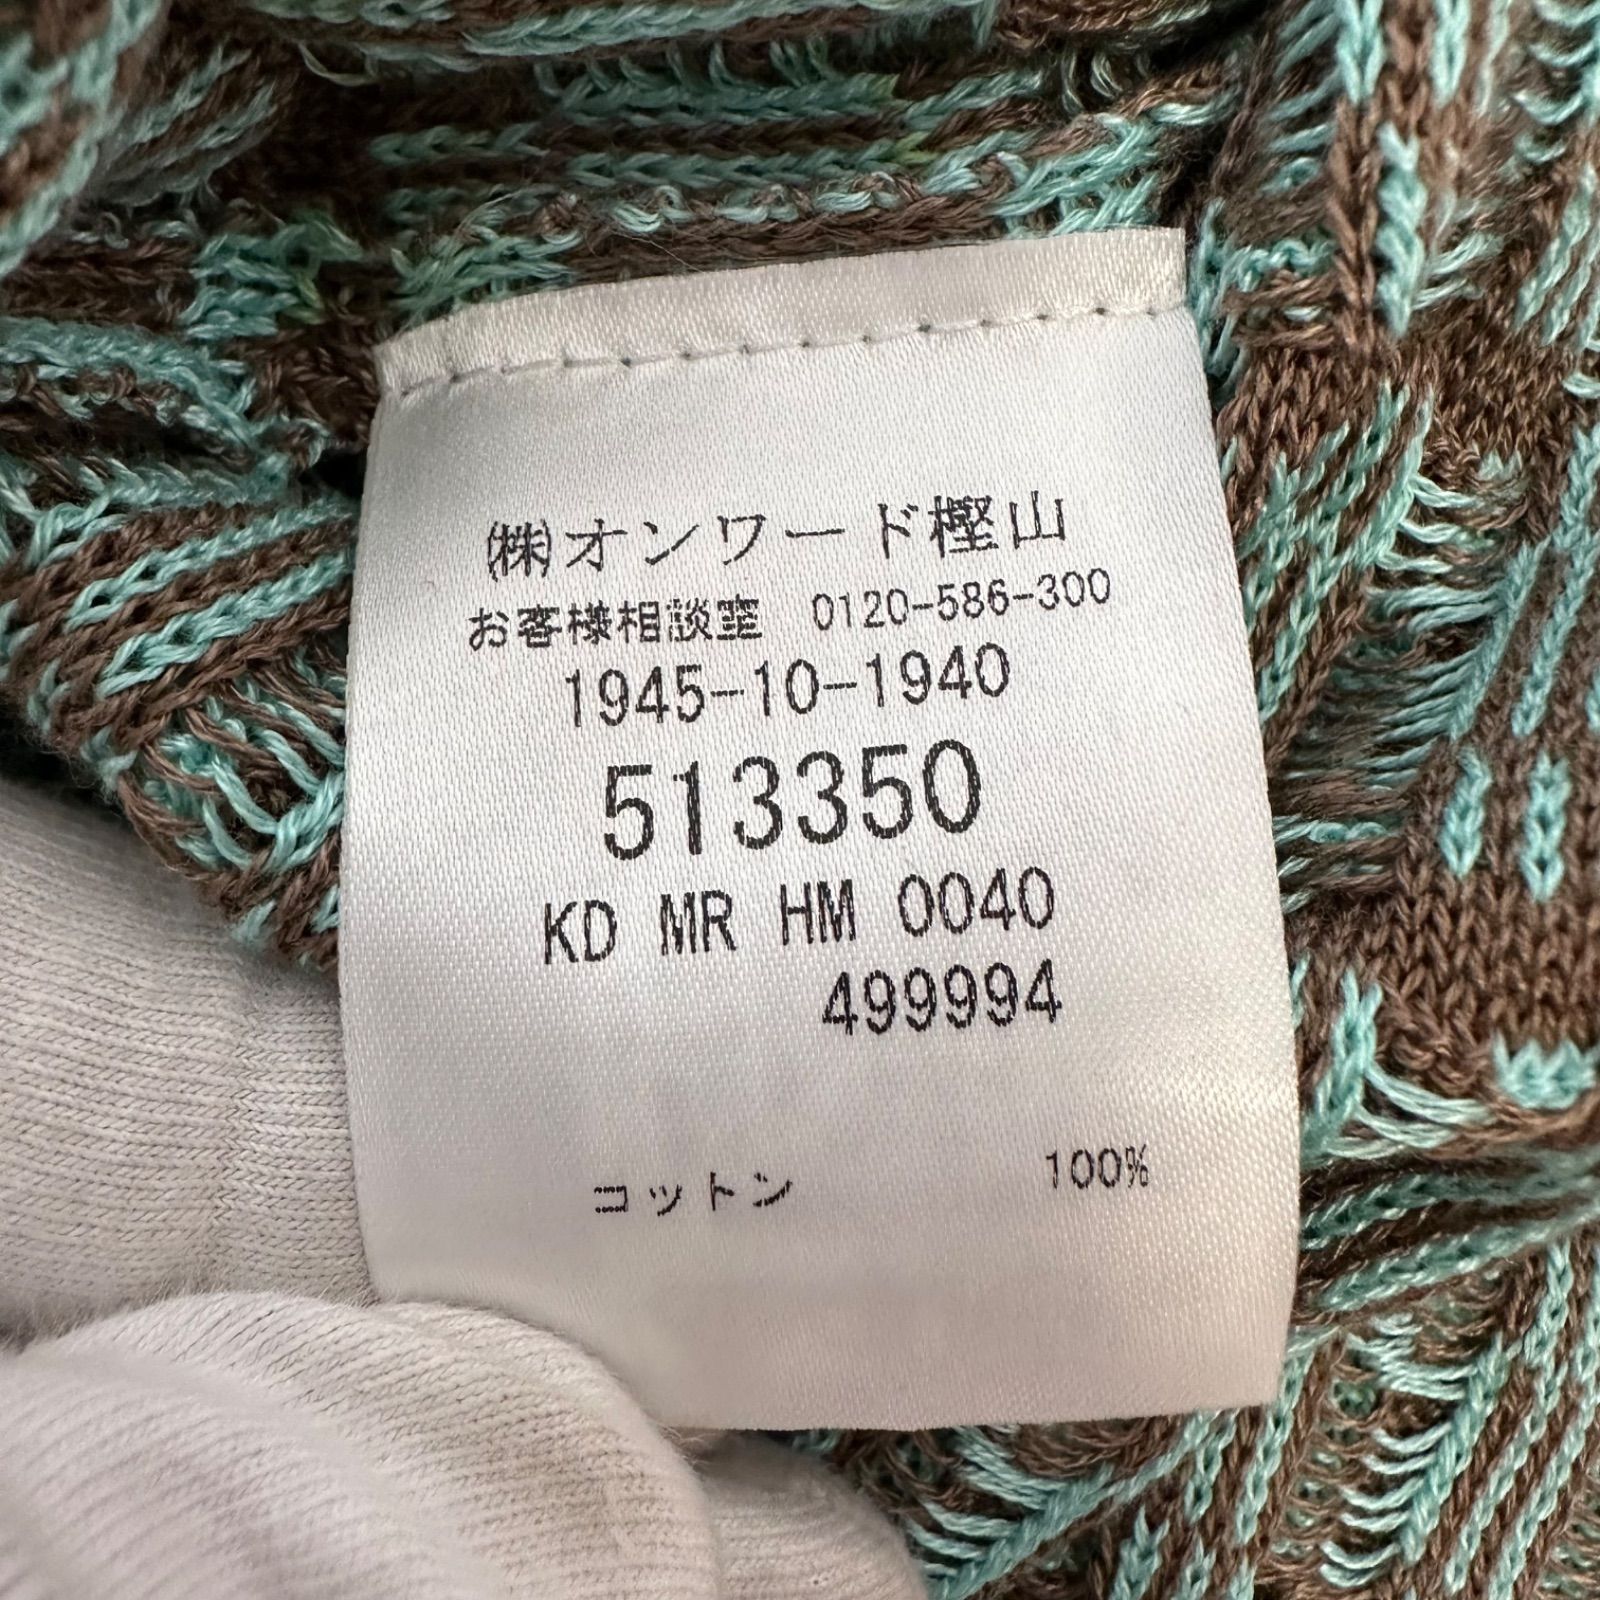 ㈱オンワード樫山
お客様相談室 0120-586-300
1945-10-1940
513350
KD MR HM 0040
499994
コットン 100%